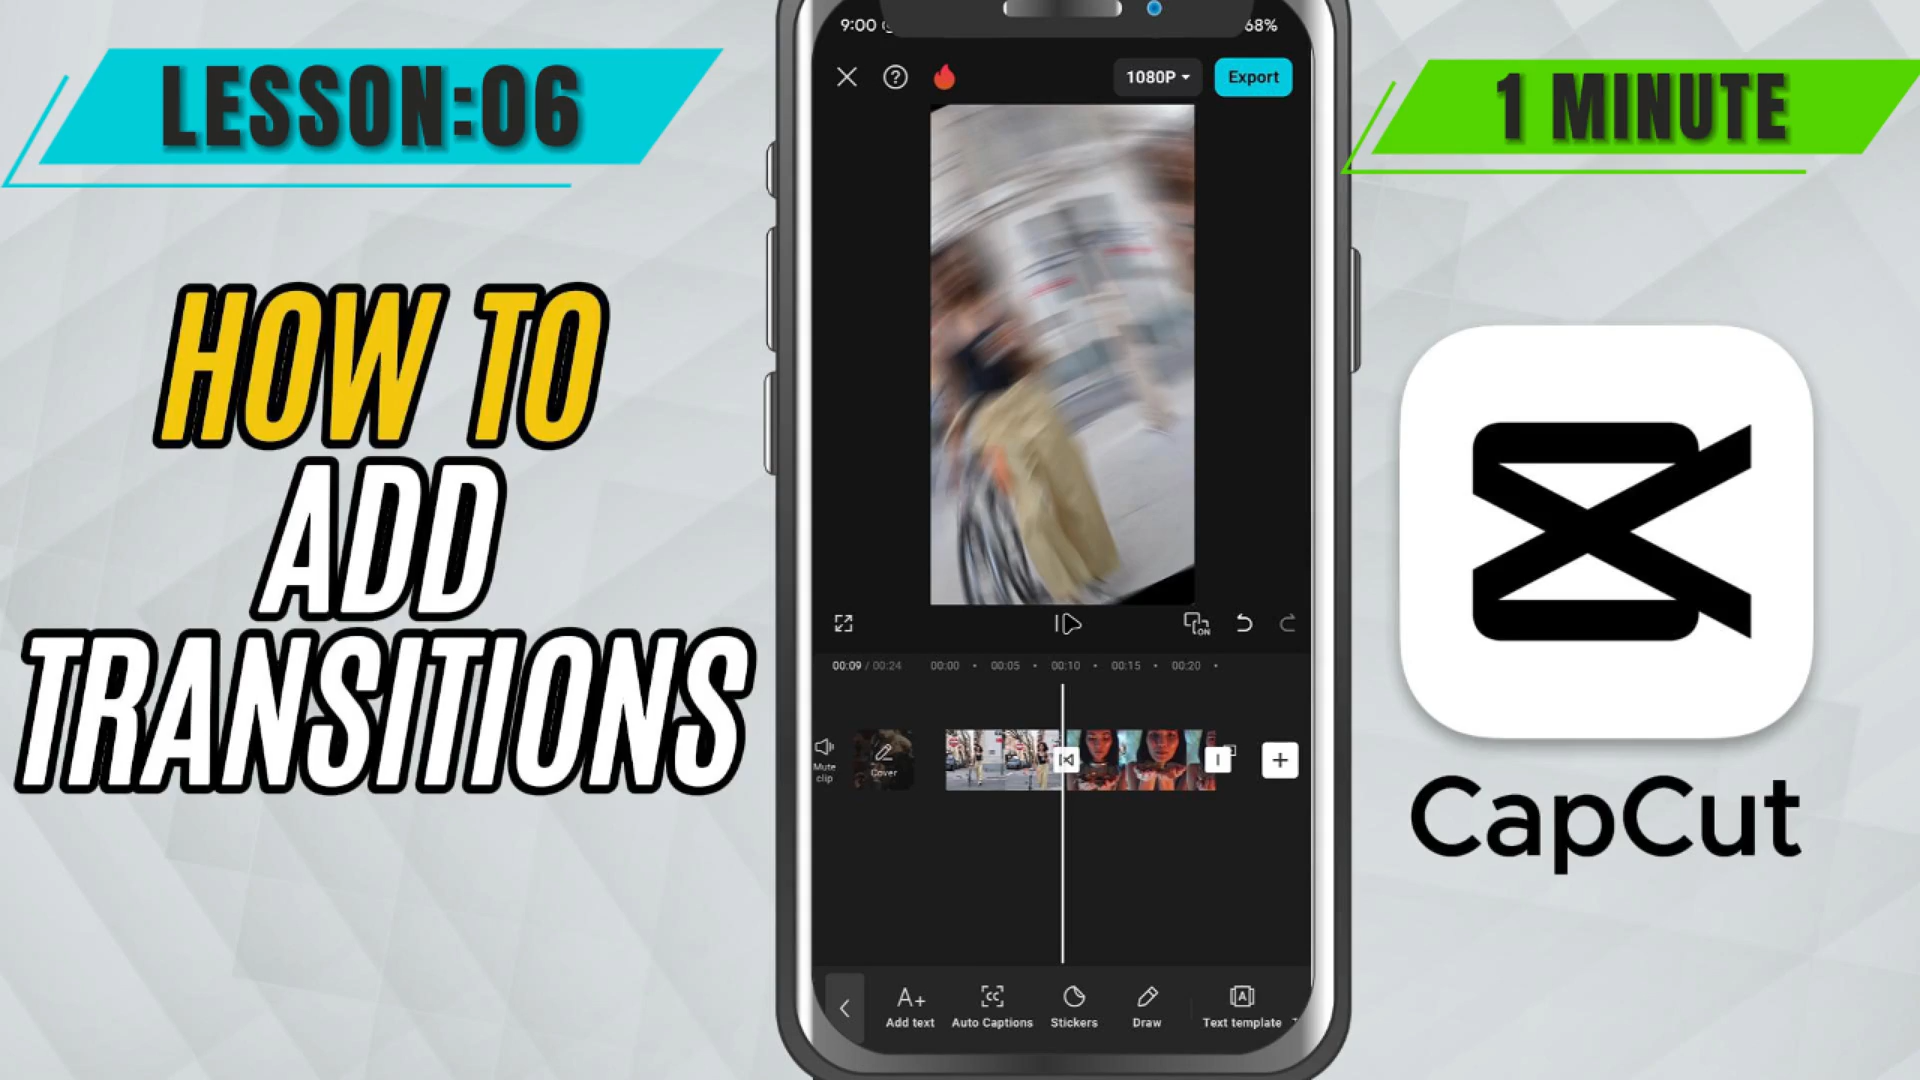 LESSON:06
1 MINUTE
HOW TO
ADD
TRANSITIONS
9:00
68%
1080P
Export
ON
00:09 / 00:24
00:00
00:05
00:10
00:15
00:20
Mute
clip
Cover
A+
Add text
CC
Auto Captions
Stickers
Draw
A
Text template
CapCut